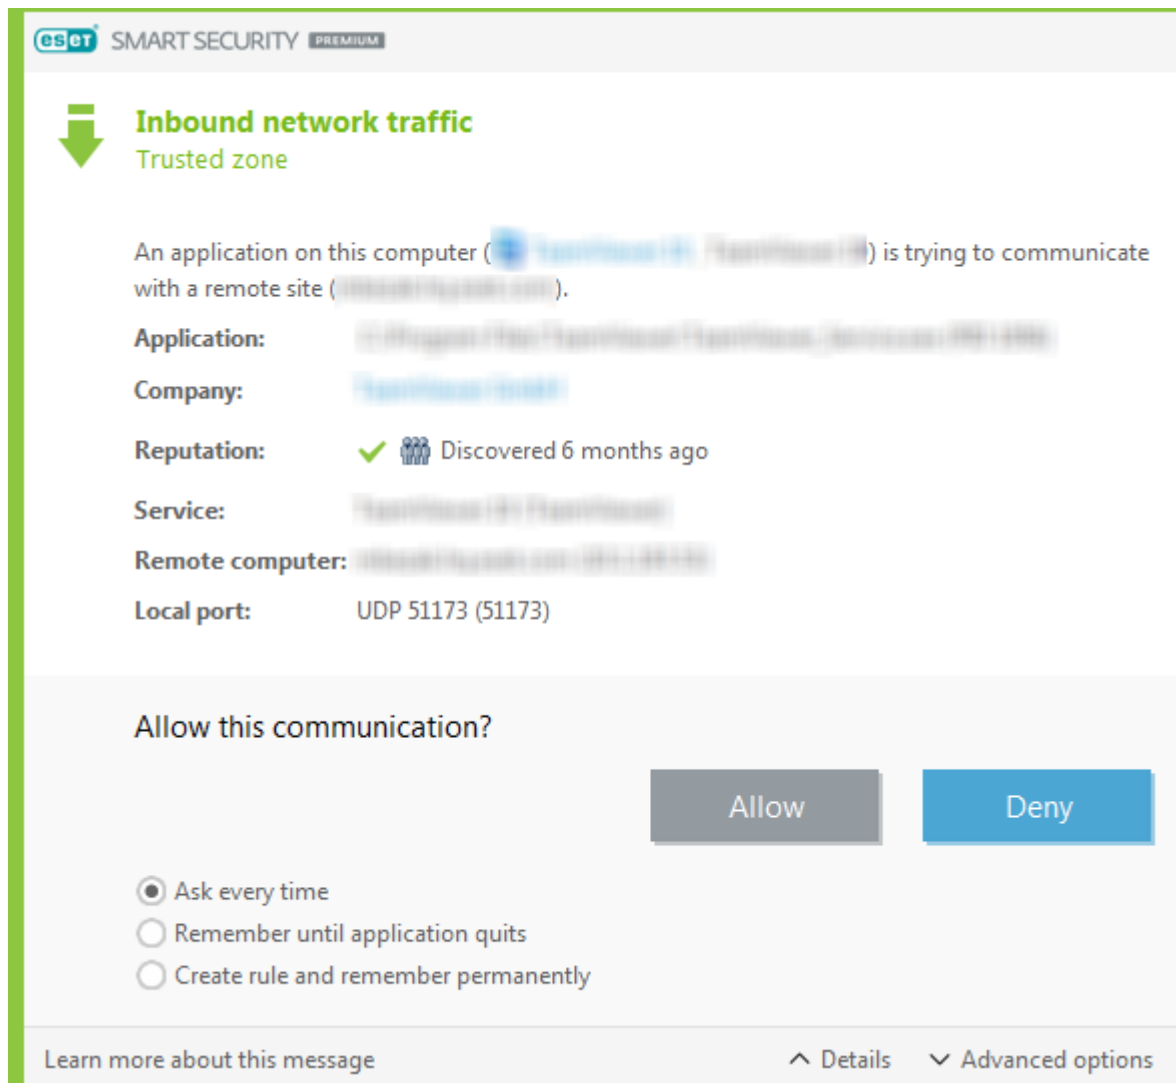 eseT SMART SECURITY PREMIUM
Inbound network traffic
Trusted zone
An application on this computer ( ) is trying to communicate
with a remote site ( ).
Application:
Company:
Reputation: Discovered 6 months ago
Service:
Remote computer:
Local port: UDP 51173 (51173)
Allow this communication?
Allow Deny
Ask every time
Remember until application quits
Create rule and remember permanently
Learn more about this message Details Advanced options